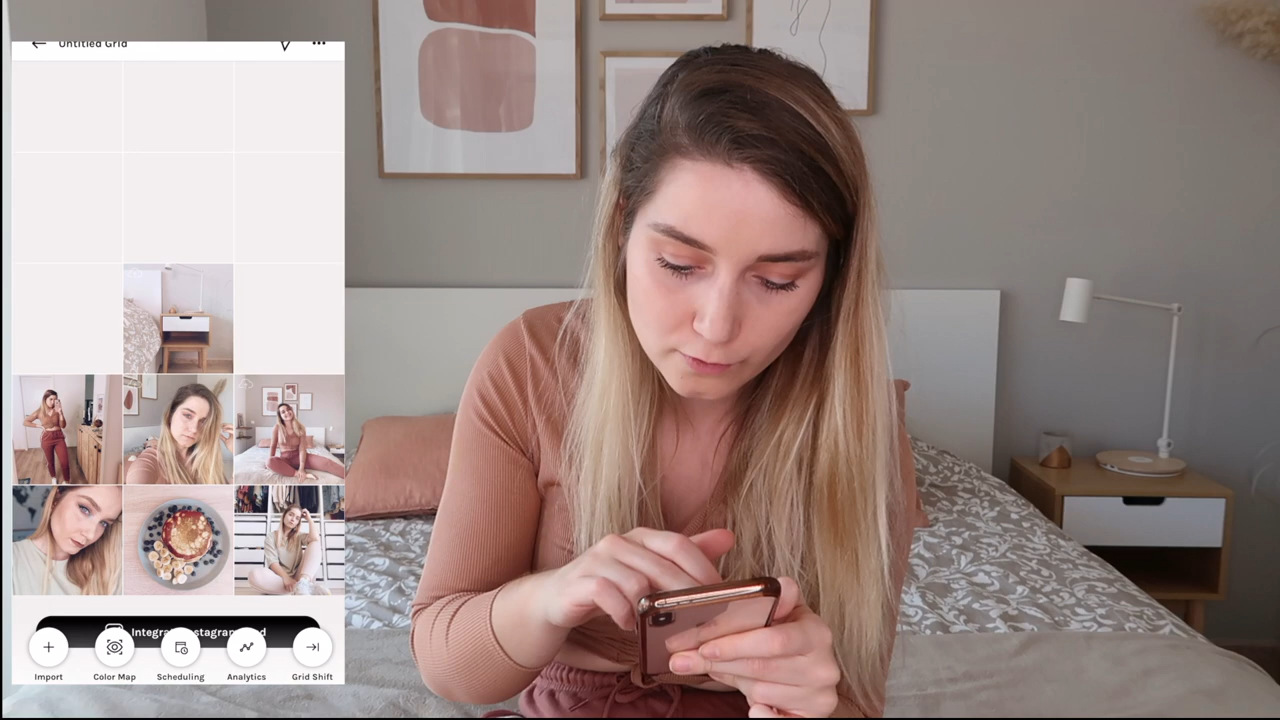 Untitled Grid
Import
Color Map
Scheduling
Analytics
Grid Shift